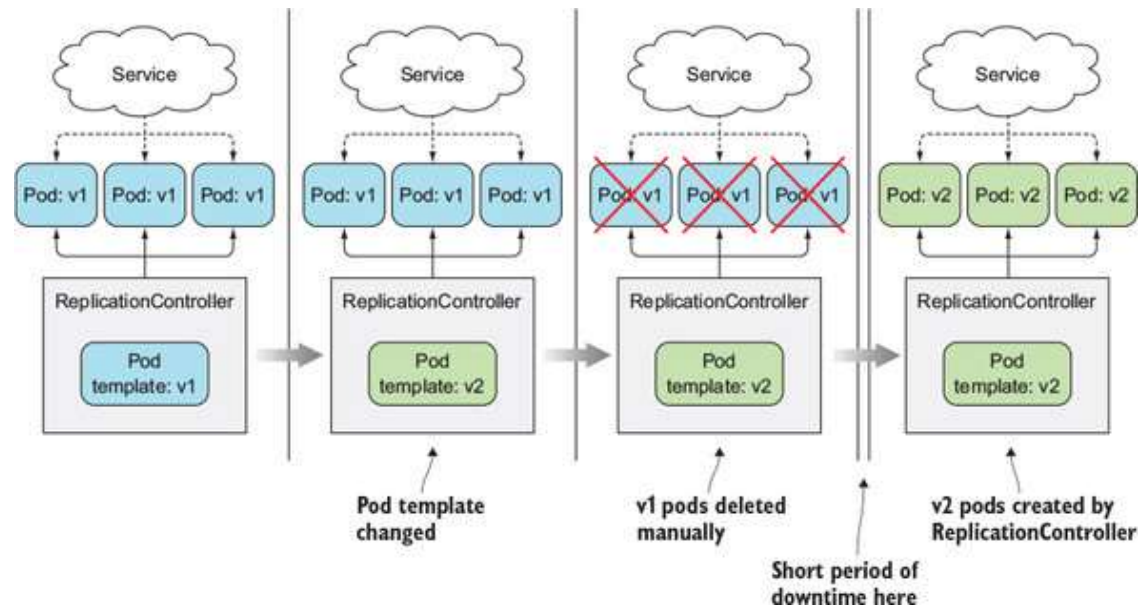 Service
Service
Service
Service
Pod: v1
Pod: v1
Pod: v1
Pod: v1
Pod: v1
Pod: v1
Pod: v1
Pod: v1
Pod: v1
Pod: v2
Pod: v2
Pod: v2
ReplicationController
ReplicationController
ReplicationController
ReplicationController
Pod
template: v1
Pod
template: v2
Pod
template: v2
Pod
template: v2
Pod template
changed
v1 pods deleted
manually
v2 pods created by
ReplicationController
Short period of
downtime here